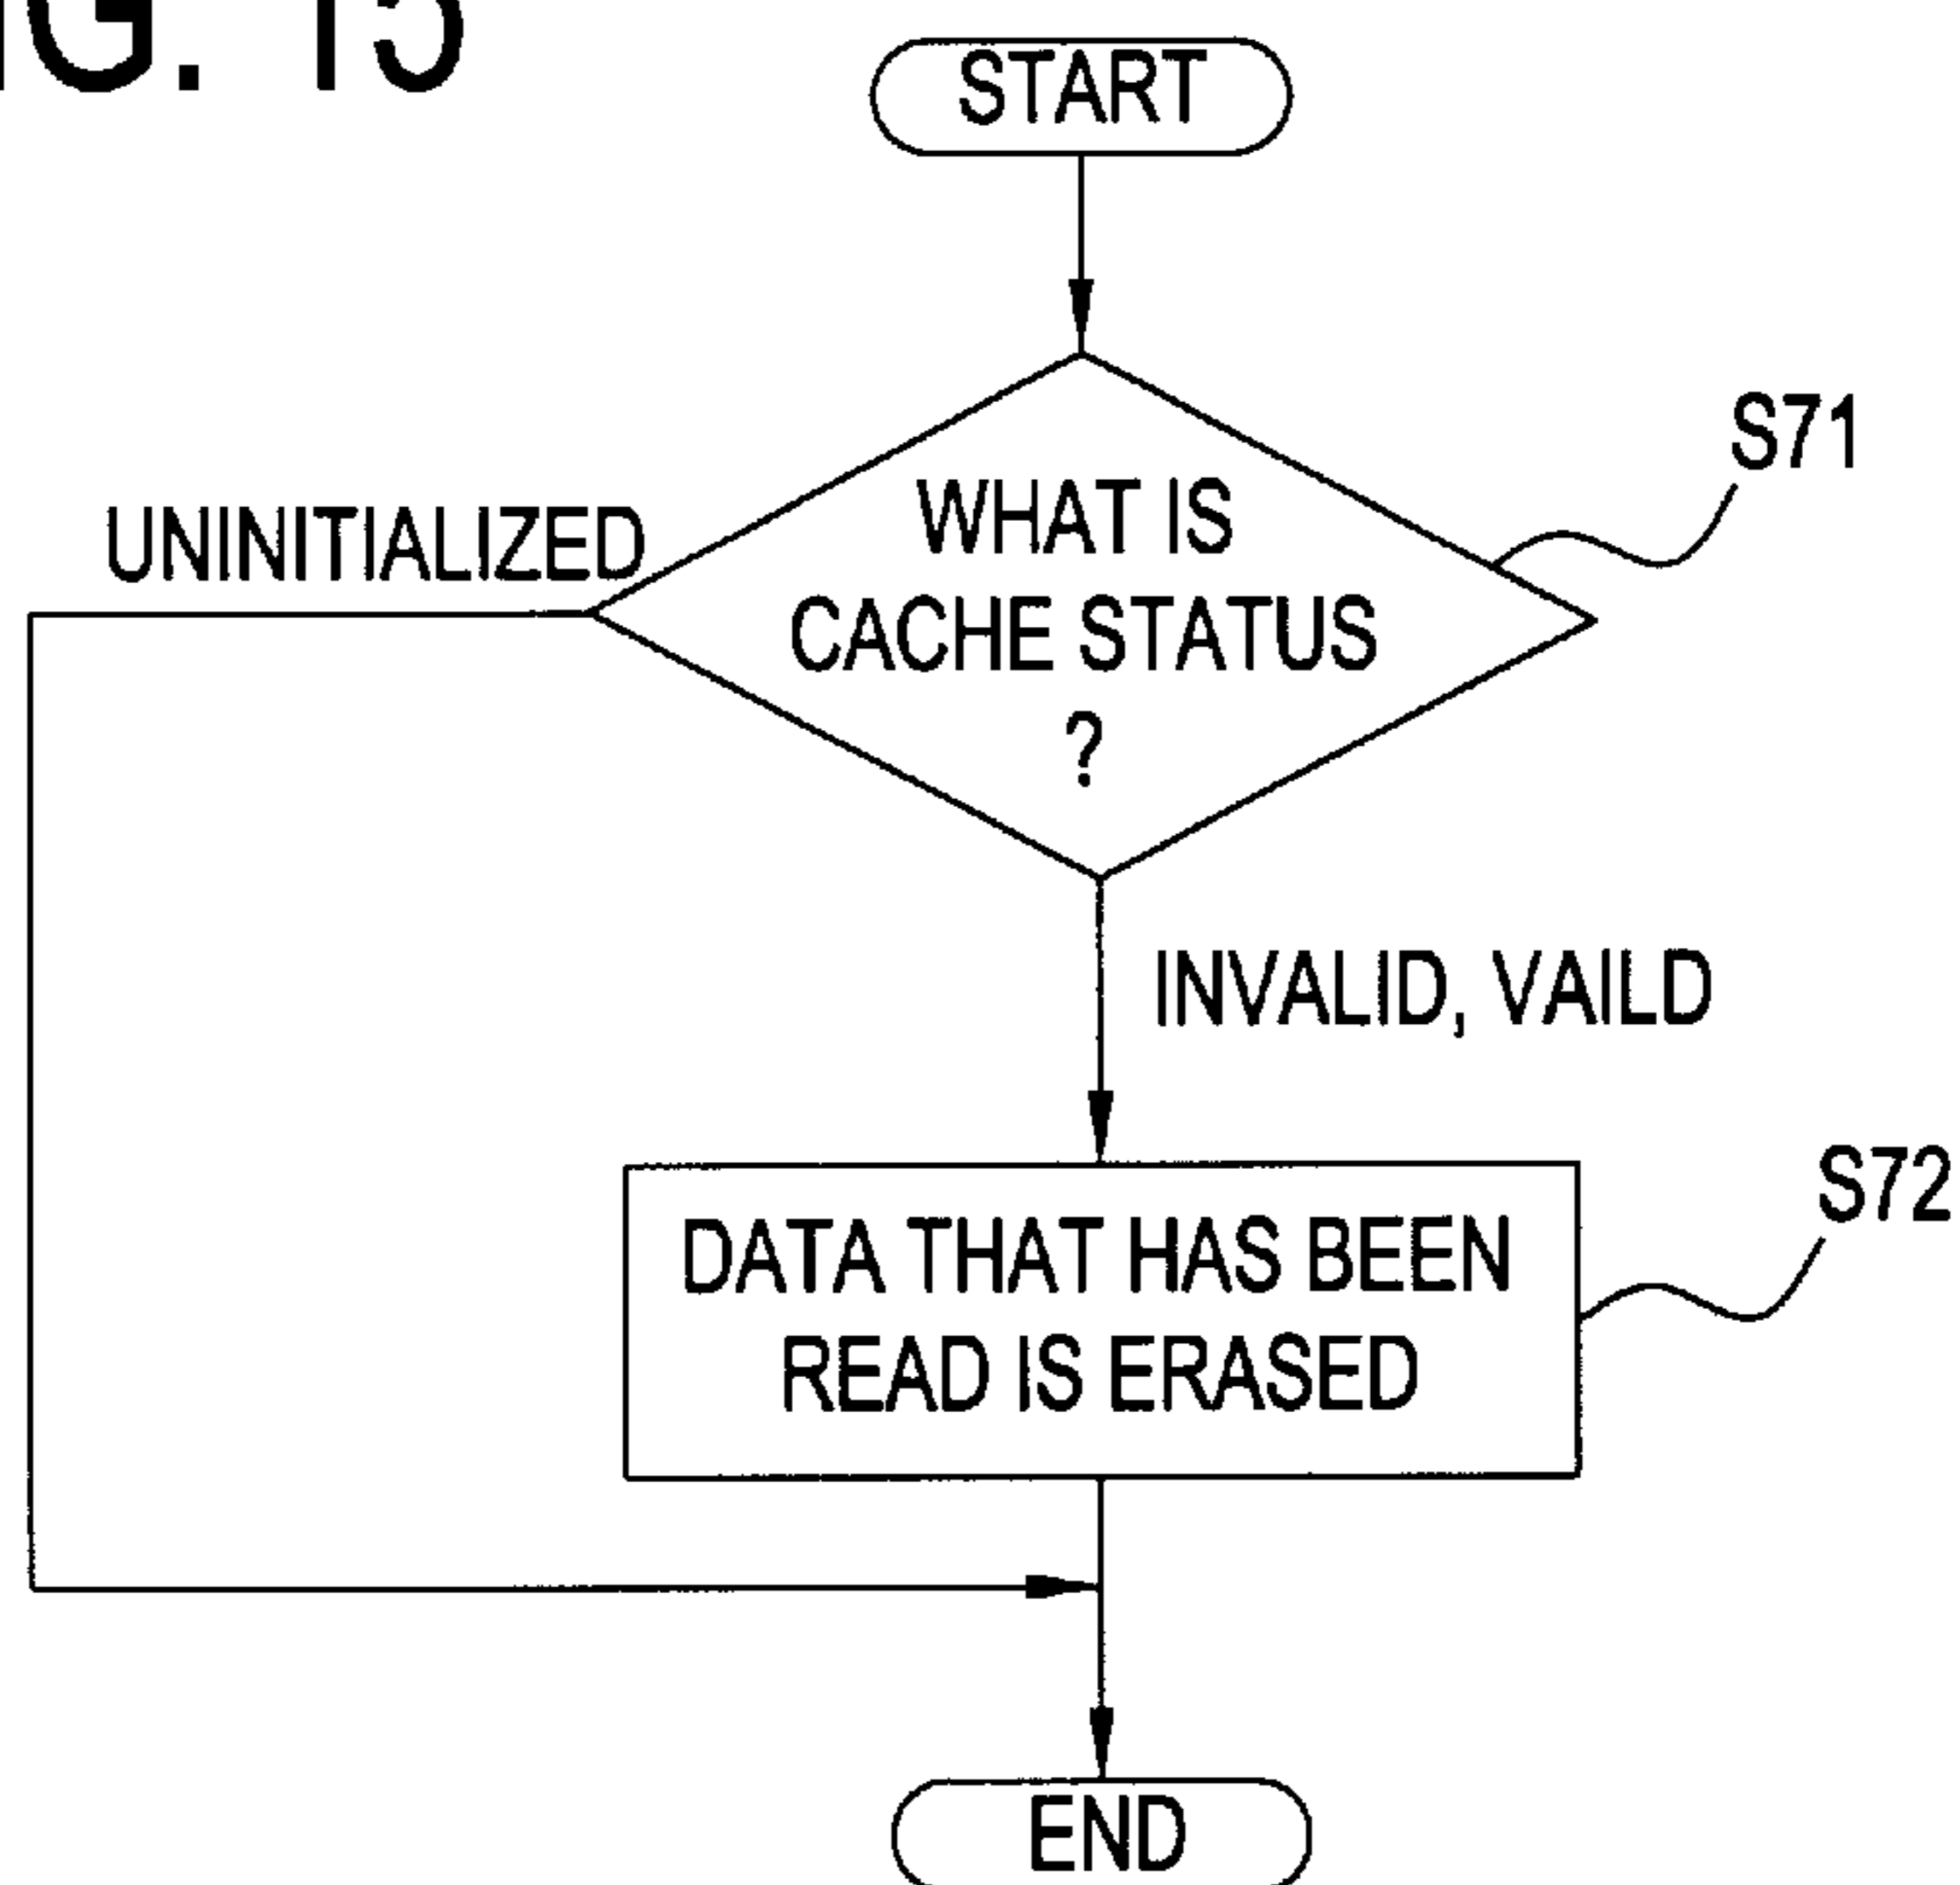 IG. 15
START
S71
WHAT IS
UNINITIALIZED
CACHE STATUS
?
INVALID, VAILD
S72
DATA THAT HAS BEEN
READ IS ERASED
END